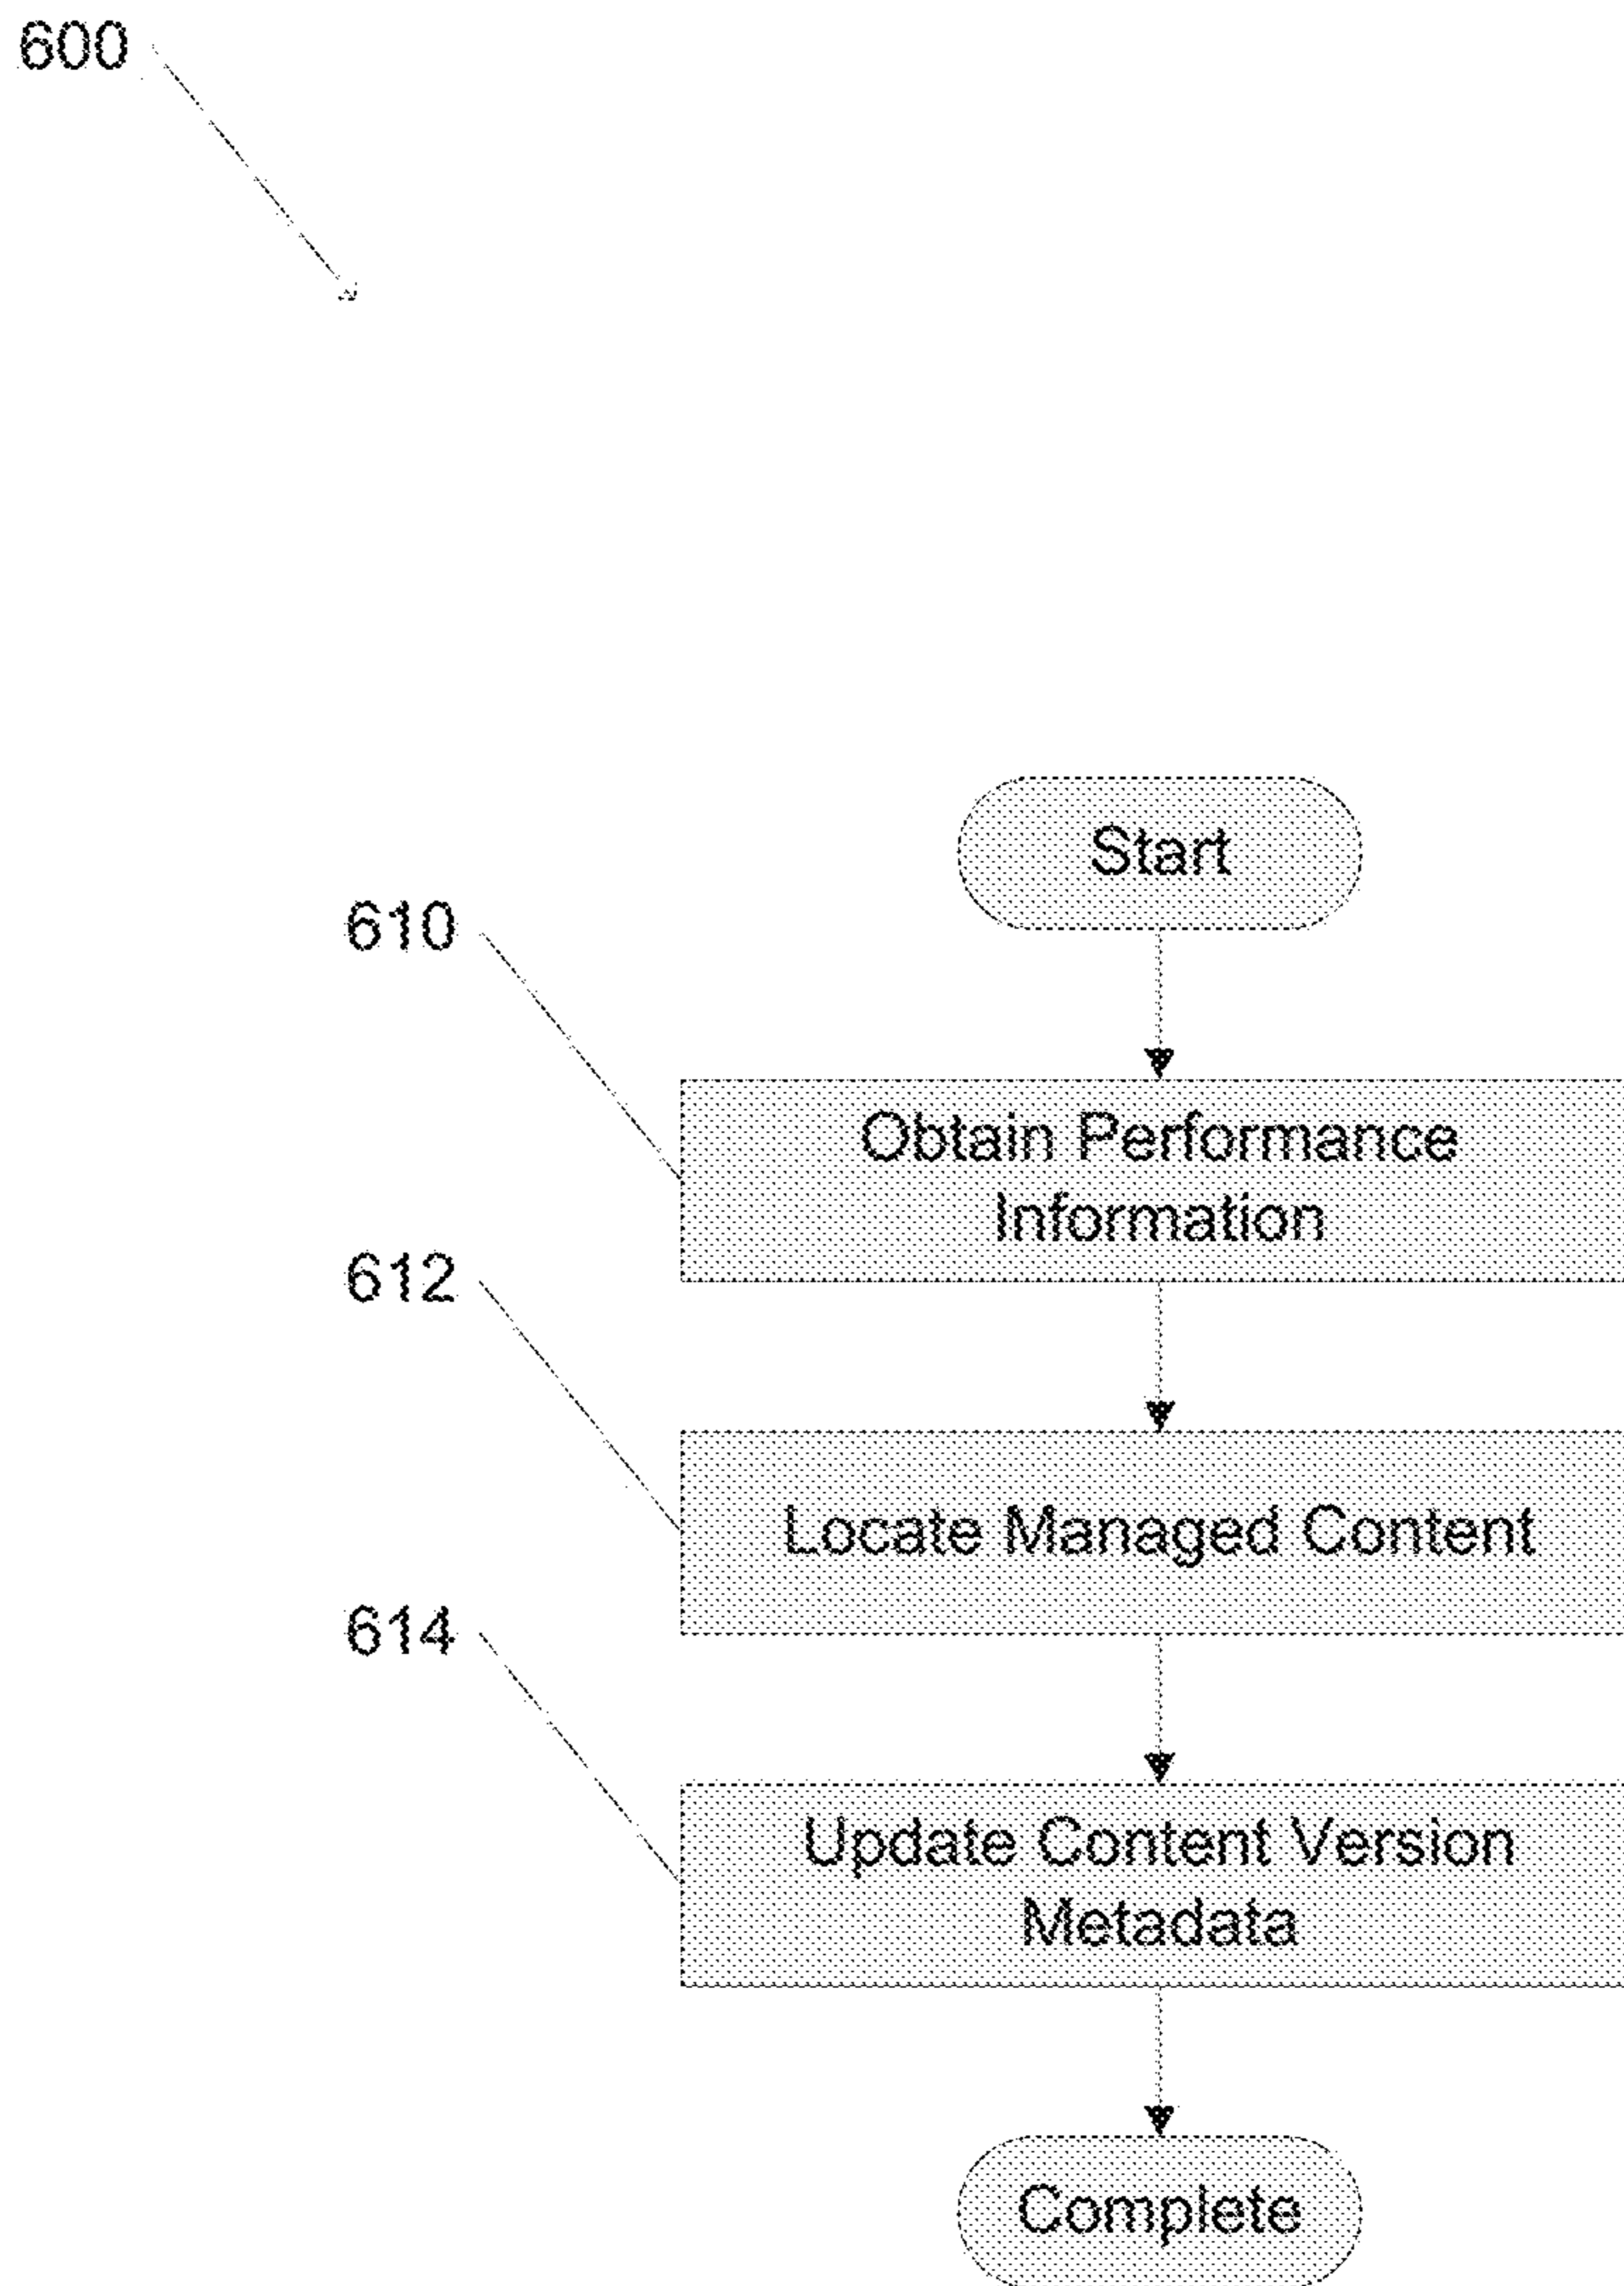 600
Start
610
Obtain Performance
Information
612
Locate Managed Content
614
Update Content Version
Metadata
Complete